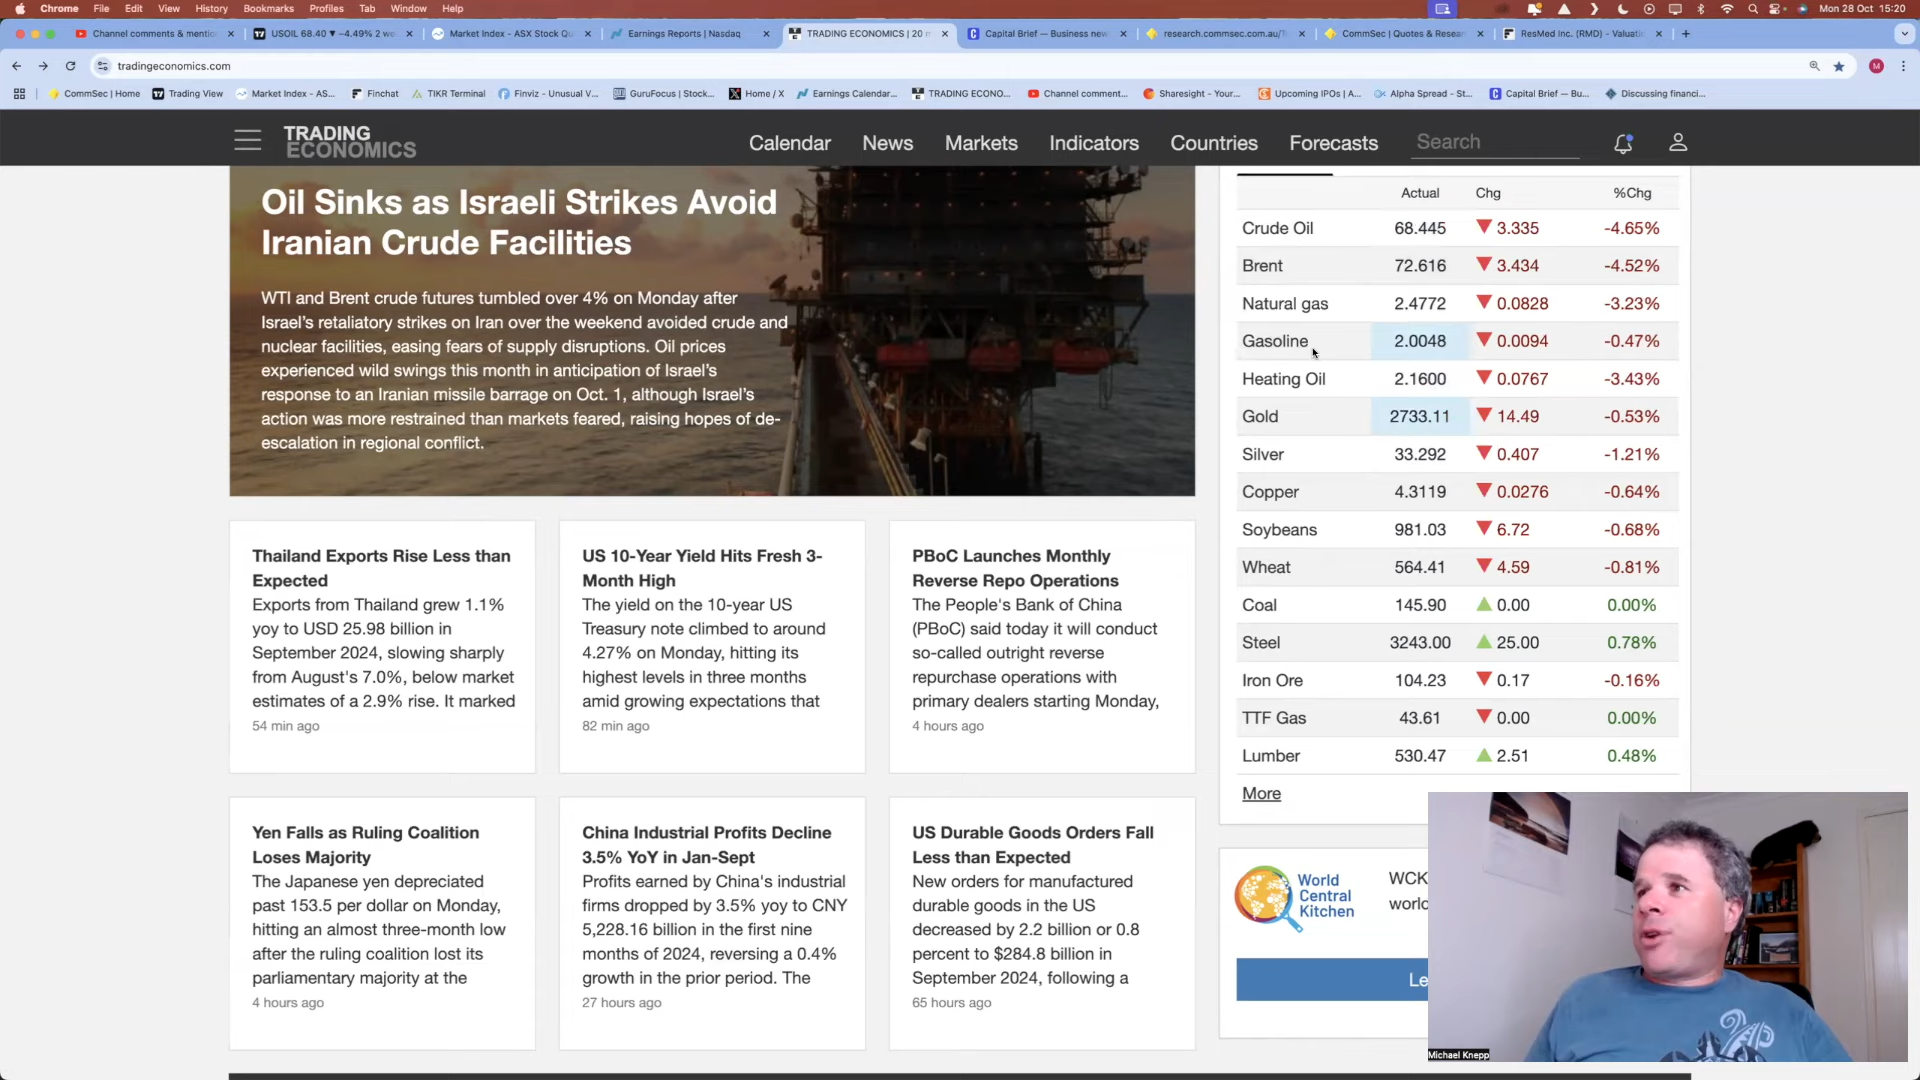 Chrome File Edit View History Bookmarks Profiles Tab Window Help Mon 28 Oct 15:20
Channel comments & mentio USOIL 68.40 ▼ −4.49% 2 wo Market Index - ASX Stock Qu Earnings Reports | Nasdaq TRADING ECONOMICS | 20 m Capital Brief — Business new research.commsec.com.au/ CommSec | Quotes & Resear ResMed Inc. (RMD) - Valuati
tradingeconomics.com
CommSec | Home Trading View Market Index - AS... Finchat TIKR Terminal Finviz - Unusual V... GuruFocus | Stock... Home / X Earnings Calendar... TRADING ECONO... Channel comment... Sharesight - Your... Upcoming IPOs | A... Alpha Spread - St... Capital Brief — Bu... Discussing financi...
TRADING
ECONOMICS
Calendar News Markets Indicators Countries Forecasts Search
Oil Sinks as Israeli Strikes Avoid
Iranian Crude Facilities
WTI and Brent crude futures tumbled over 4% on Monday after
Israel's retaliatory strikes on Iran over the weekend avoided crude and
nuclear facilities, easing fears of supply disruptions. Oil prices
experienced wild swings this month in anticipation of Israel's
response to an Iranian missile barrage on Oct. 1, although Israel's
action was more restrained than markets feared, raising hopes of de-
escalation in regional conflict.
Actual Chg %Chg
Crude Oil 68.445 ▼ 3.335 -4.65%
Brent 72.616 ▼ 3.434 -4.52%
Natural gas 2.4772 ▼ 0.0828 -3.23%
Gasoline 2.0048 ▼ 0.0094 -0.47%
Heating Oil 2.1600 ▼ 0.0767 -3.43%
Gold 2733.11 ▼ 14.49 -0.53%
Silver 33.292 ▼ 0.407 -1.21%
Copper 4.3119 ▼ 0.0276 -0.64%
Soybeans 981.03 ▼ 6.72 -0.68%
Wheat 564.41 ▼ 4.59 -0.81%
Coal 145.90 ▲ 0.00 0.00%
Steel 3243.00 ▲ 25.00 0.78%
Iron Ore 104.23 ▼ 0.17 -0.16%
TTF Gas 43.61 ▼ 0.00 0.00%
Lumber 530.47 ▲ 2.51 0.48%
More
Thailand Exports Rise Less than
Expected
Exports from Thailand grew 1.1%
yoy to USD 25.98 billion in
September 2024, slowing sharply
from August's 7.0%, below market
estimates of a 2.9% rise. It marked
54 min ago
US 10-Year Yield Hits Fresh 3-
Month High
The yield on the 10-year US
Treasury note climbed to around
4.27% on Monday, hitting its
highest levels in three months
amid growing expectations that
82 min ago
PBoC Launches Monthly
Reverse Repo Operations
The People's Bank of China
(PBoC) said today it will conduct
so-called outright reverse
repurchase operations with
primary dealers starting Monday,
4 hours ago
Yen Falls as Ruling Coalition
Loses Majority
The Japanese yen depreciated
past 153.5 per dollar on Monday,
hitting an almost three-month low
after the ruling coalition lost its
parliamentary majority at the
4 hours ago
China Industrial Profits Decline
3.5% YoY in Jan-Sept
Profits earned by China's industrial
firms dropped by 3.5% yoy to CNY
5,228.16 billion in the first nine
months of 2024, reversing a 0.4%
growth in the prior period. The
27 hours ago
US Durable Goods Orders Fall
Less than Expected
New orders for manufactured
durable goods in the US
decreased by 2.2 billion or 0.8
percent to $284.8 billion in
September 2024, following a
65 hours ago
World
Central
Kitchen
WCK
world
Le
Michael Knepp